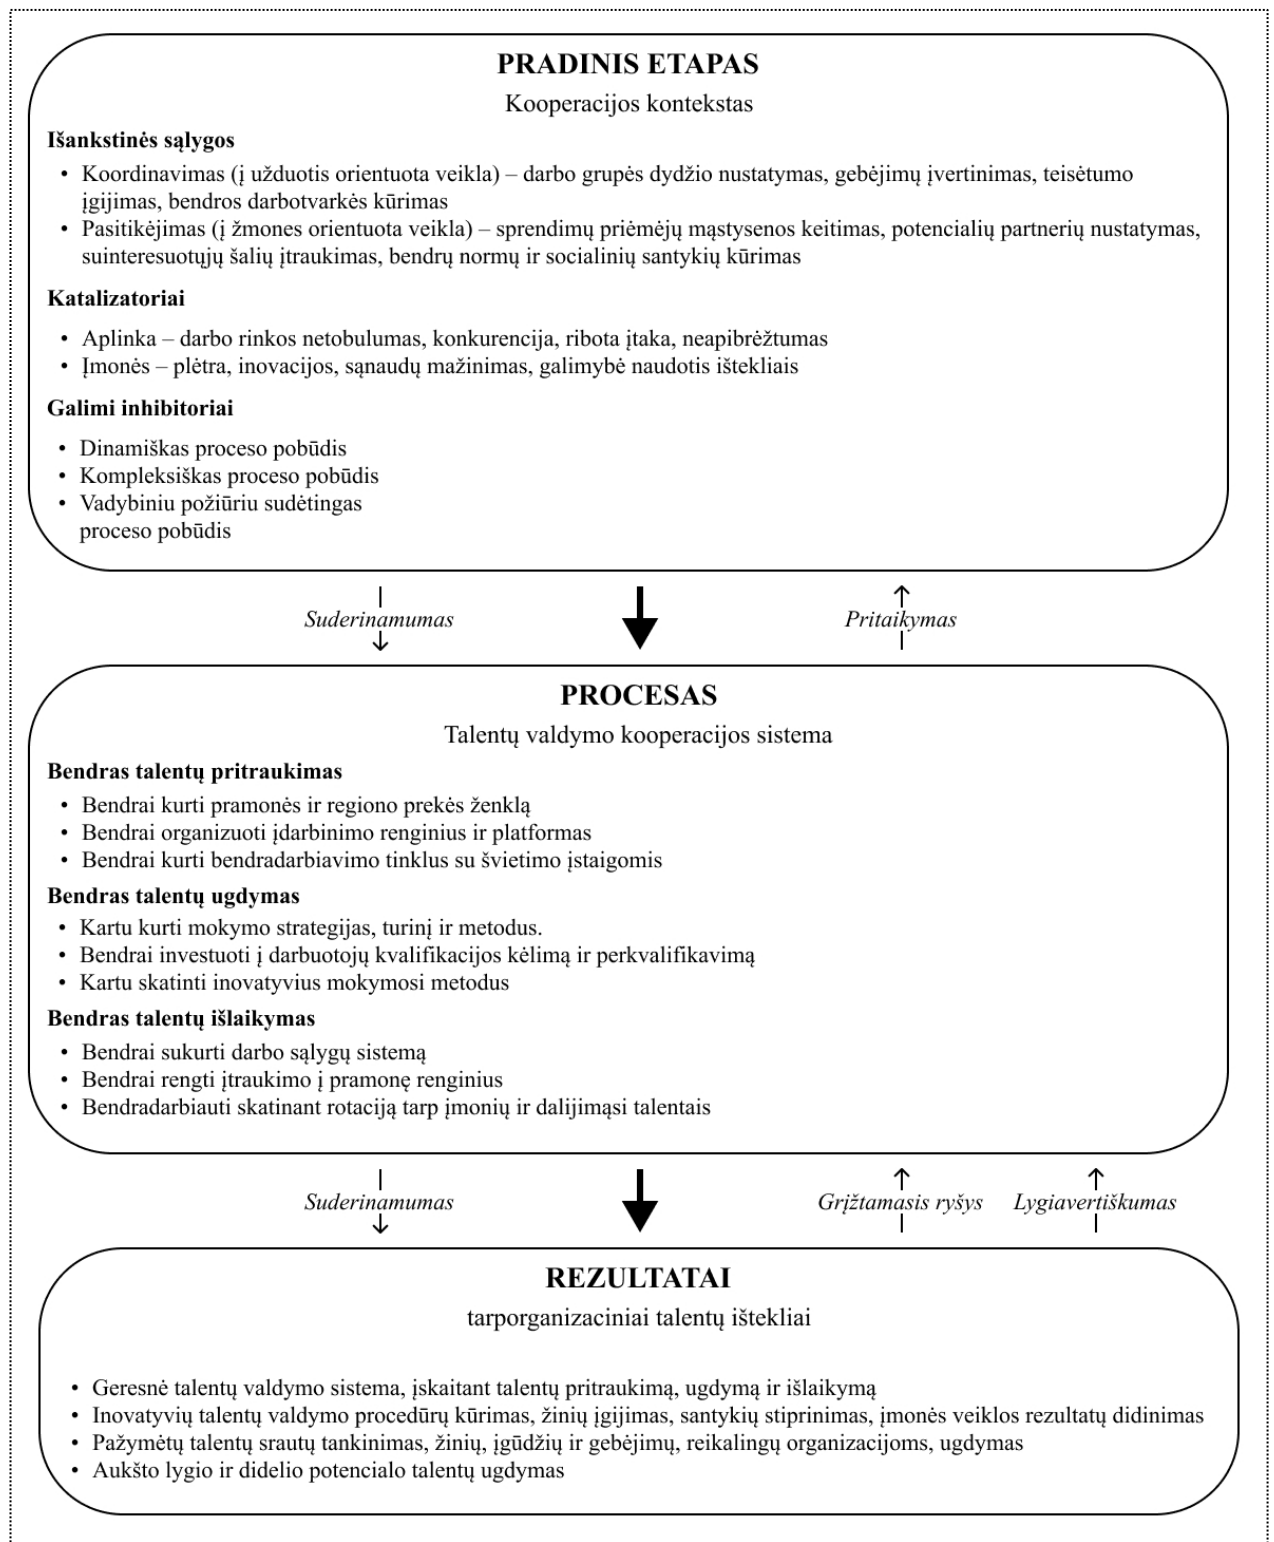 PRADINIS ETAPAS
Kooperacijos kontekstas
Išankstinės sąlygos
• Koordinavimas (į užduotis orientuota veikla) – darbo grupės dydžio nustatymas, gebėjimų įvertinimas, teisėtumo
įgijimas, bendros darbotvarkės kūrimas
• Pasitikėjimas (į žmones orientuota veikla) – sprendimų priėmėjų mąstysenos keitimas, potencialių partnerių nustatymas,
suinteresuotųjų šalių įtraukimas, bendrų normų ir socialinių santykių kūrimas
Katalizatoriai
• Aplinka – darbo rinkos netobulumas, konkurencija, ribota įtaka, neapibrėžtumas
• Įmonės – plėtra, inovacijos, sąnaudų mažinimas, galimybė naudotis ištekliais
Galimi inhibitoriai
• Dinamiškas proceso pobūdis
• Kompleksiškas proceso pobūdis
• Vadybiniu požiūriu sudėtingas
proceso pobūdis
Suderinamumas
Pritaikymas
PROCESAS
Talentų valdymo kooperacijos sistema
Bendras talentų pritraukimas
• Bendrai kurti pramonės ir regiono prekės ženklą
• Bendrai organizuoti įdarbinimo renginius ir platformas
• Bendrai kurti bendradarbiavimo tinklus su švietimo įstaigomis
Bendras talentų ugdymas
• Kartu kurti mokymo strategijas, turinį ir metodus.
• Bendrai investuoti į darbuotojų kvalifikacijos kėlimą ir perkvalifikavimą
• Kartu skatinti inovatyvius mokymosi metodus
Bendras talentų išlaikymas
• Bendrai sukurti darbo sąlygų sistemą
• Bendrai rengti įtraukimo į pramonę renginius
• Bendradarbiauti skatinant rotaciją tarp įmonių ir dalijimąsi talentais
Suderinamumas
Grįžtamasis ryšys
Lygiavertiškumas
REZULTATAI
tarporganizaciniai talentų ištekliai
• Geresnė talentų valdymo sistema, įskaitant talentų pritraukimą, ugdymą ir išlaikymą
• Inovatyvių talentų valdymo procedūrų kūrimas, žinių įgijimas, santykių stiprinimas, įmonės veiklos rezultatų didinimas
• Pažymėtų talentų srautų tankinimas, žinių, įgūdžių ir gebėjimų, reikalingų organizacijoms, ugdymas
• Aukšto lygio ir didelio potencialo talentų ugdymas